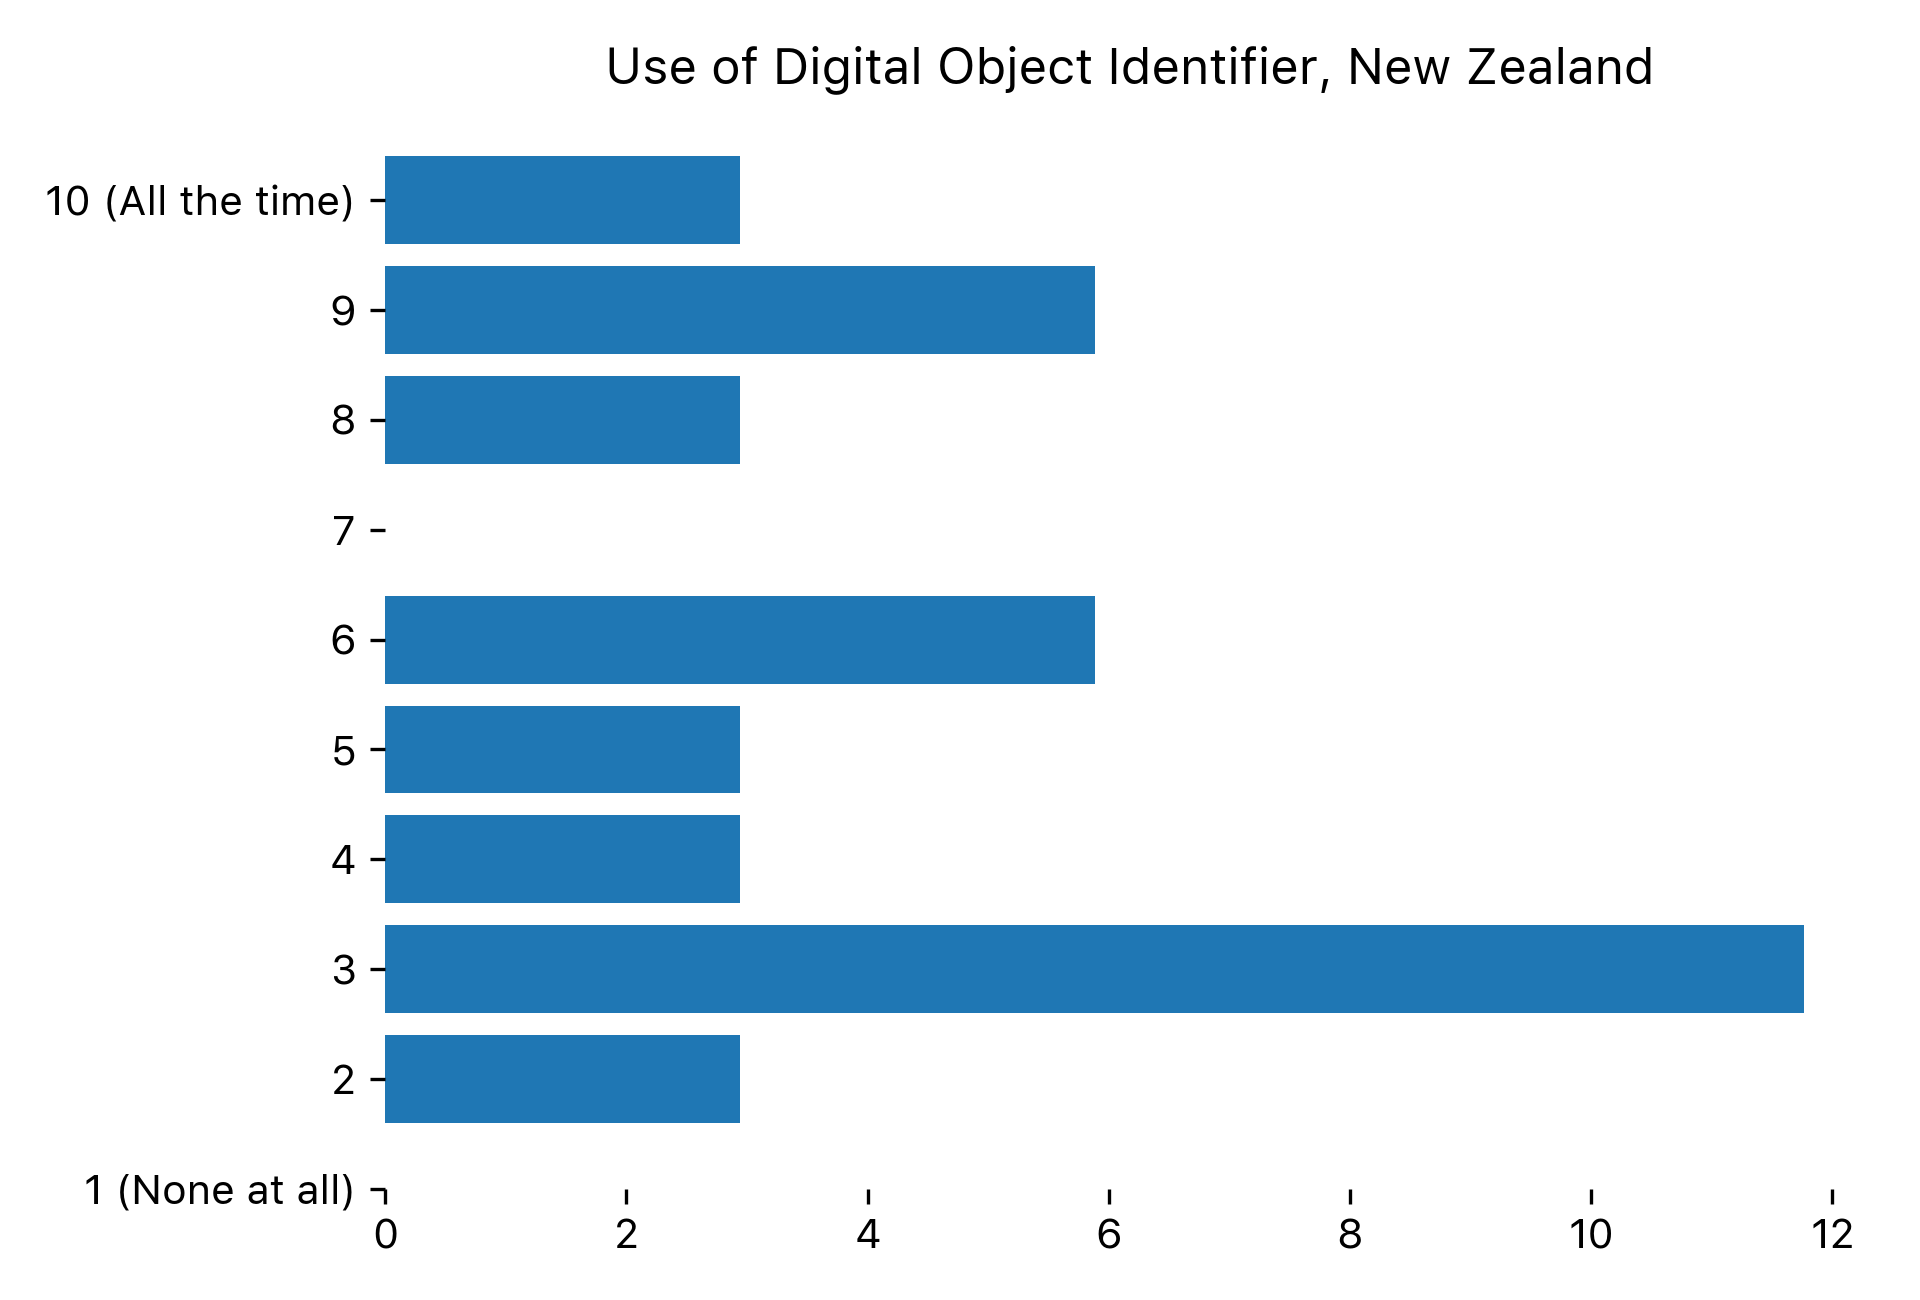 Use of Digital Object Identifier, New Zealand
10 (All the time)
9
8
7
6
5
4
3
2
1 (None at all)
0 2 4 6 8 10 12